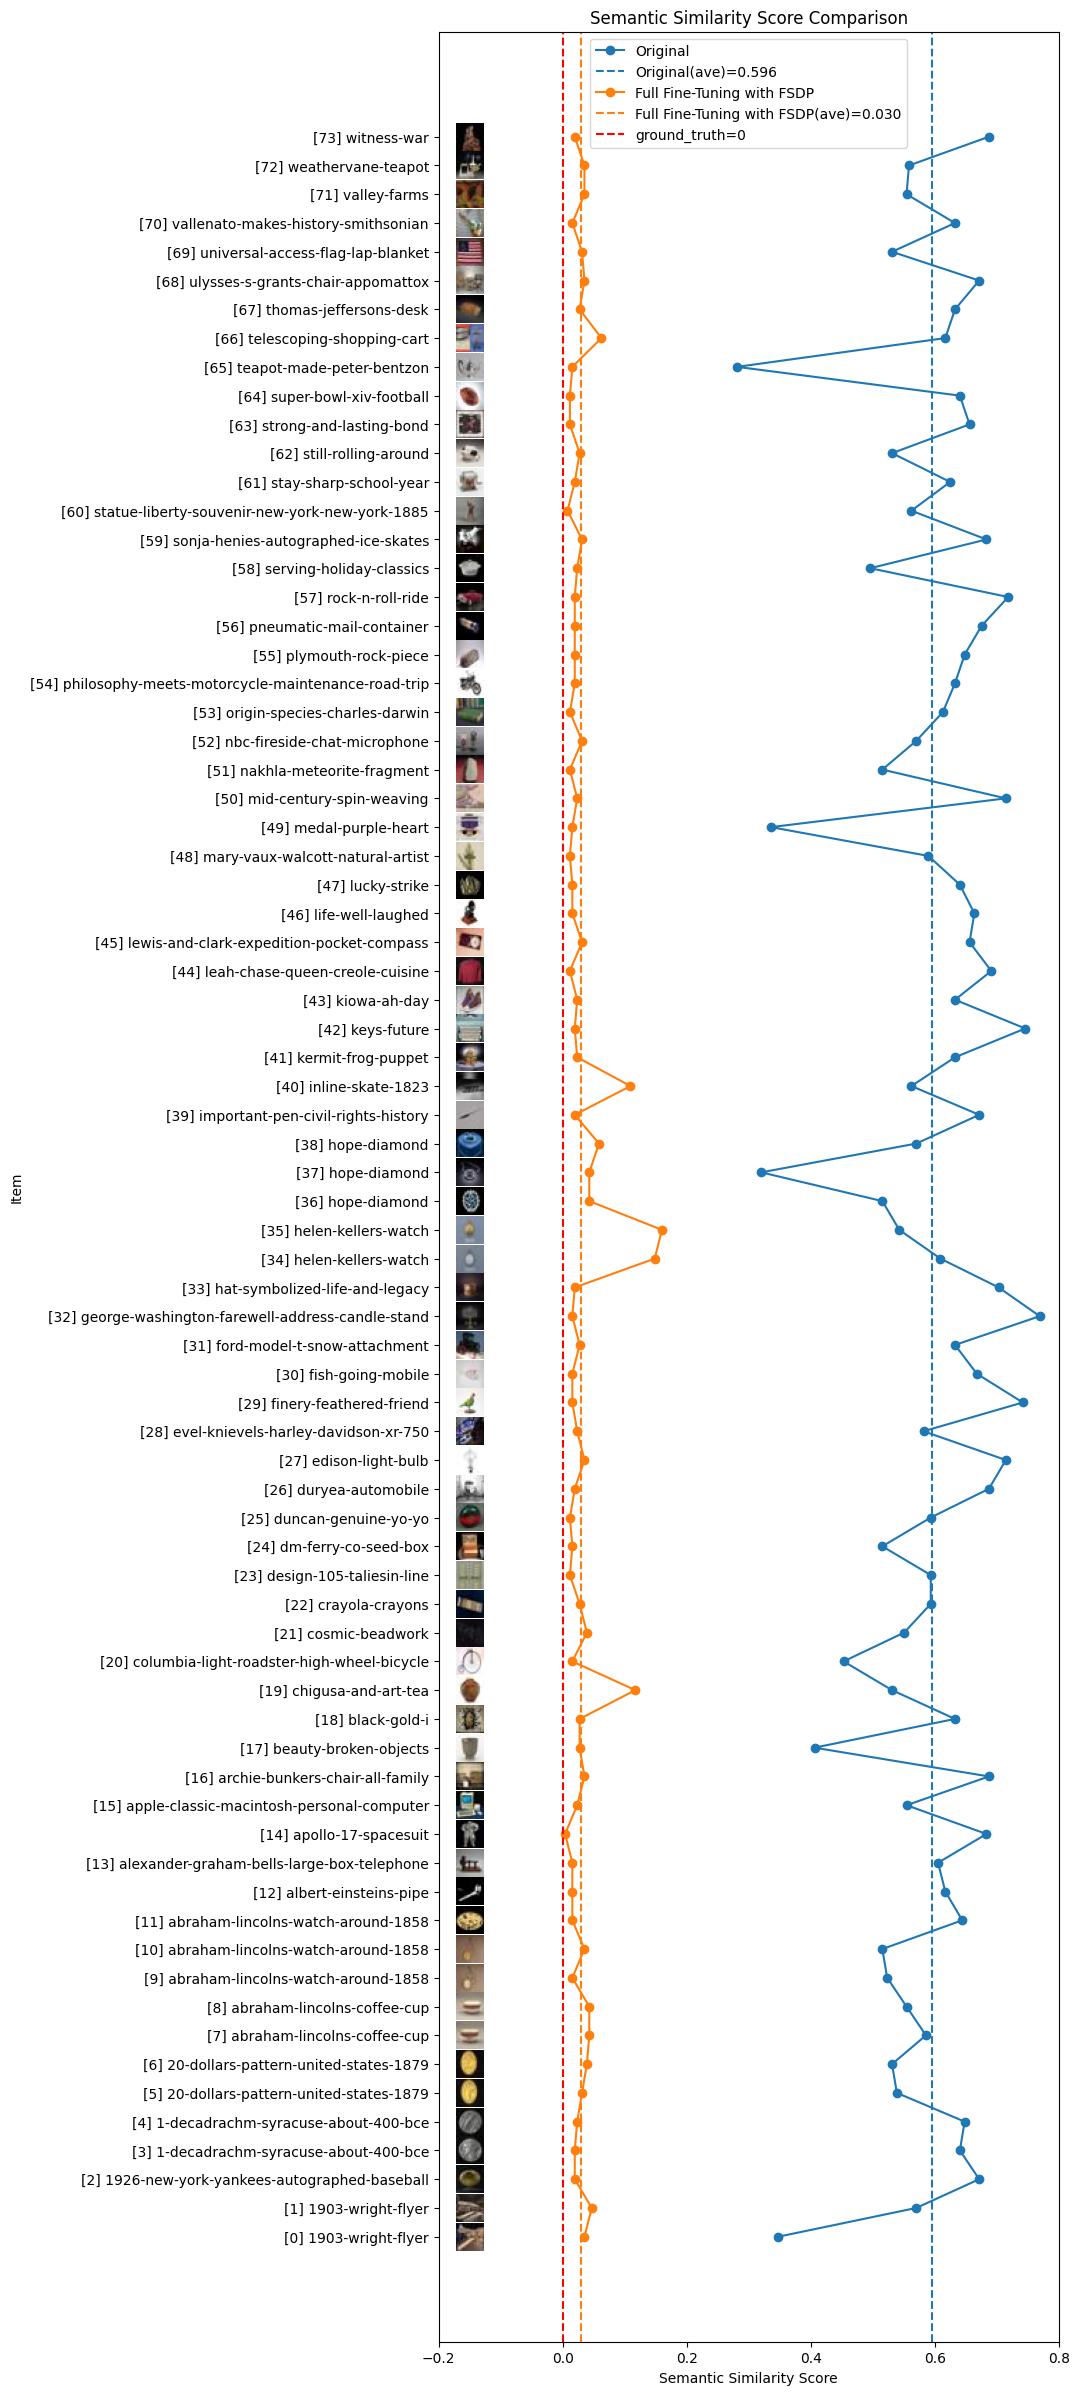 Semantic Similarity Score Comparison
Original
Original(ave)=0.596
Full Fine-Tuning with FSDP
Full Fine-Tuning with FSDP(ave)=0.030
ground_truth=0
[73] witness-war
[72] weathervane-teapot
[71] valley-farms
[70] vallenato-makes-history-smithsonian
[69] universal-access-flag-lap-blanket
[68] ulysses-s-grants-chair-appomattox
[67] thomas-jeffersons-desk
[66] telescoping-shopping-cart
[65] teapot-made-peter-bentzon
[64] super-bowl-xiv-football
[63] strong-and-lasting-bond
[62] still-rolling-around
[61] stay-sharp-school-year
[60] statue-liberty-souvenir-new-york-new-york-1885
[59] sonja-henies-autographed-ice-skates
[58] serving-holiday-classics
[57] rock-n-roll-ride
[56] pneumatic-mail-container
[55] plymouth-rock-piece
[54] philosophy-meets-motorcycle-maintenance-road-trip
[53] origin-species-charles-darwin
[52] nbc-fireside-chat-microphone
[51] nakhla-meteorite-fragment
[50] mid-century-spin-weaving
[49] medal-purple-heart
[48] mary-vaux-walcott-natural-artist
[47] lucky-strike
[46] life-well-laughed
[45] lewis-and-clark-expedition-pocket-compass
[44] leah-chase-queen-creole-cuisine
[43] kiowa-ah-day
[42] keys-future
[41] kermit-frog-puppet
[40] inline-skate-1823
[39] important-pen-civil-rights-history
[38] hope-diamond
[37] hope-diamond
[36] hope-diamond
[35] helen-kellers-watch
[34] helen-kellers-watch
[33] hat-symbolized-life-and-legacy
[32] george-washington-farewell-address-candle-stand
[31] ford-model-t-snow-attachment
[30] fish-going-mobile
[29] finery-feathered-friend
[28] evel-knievels-harley-davidson-xr-750
[27] edison-light-bulb
[26] duryea-automobile
[25] duncan-genuine-yo-yo
[24] dm-ferry-co-seed-box
[23] design-105-taliesin-line
[22] crayola-crayons
[21] cosmic-beadwork
[20] columbia-light-roadster-high-wheel-bicycle
[19] chigusa-and-art-tea
[18] black-gold-i
[17] beauty-broken-objects
[16] archie-bunkers-chair-all-family
[15] apple-classic-macintosh-personal-computer
[14] apollo-17-spacesuit
[13] alexander-graham-bells-large-box-telephone
[12] albert-einsteins-pipe
[11] abraham-lincolns-watch-around-1858
[10] abraham-lincolns-watch-around-1858
[9] abraham-lincolns-watch-around-1858
[8] abraham-lincolns-coffee-cup
[7] abraham-lincolns-coffee-cup
[6] 20-dollars-pattern-united-states-1879
[5] 20-dollars-pattern-united-states-1879
[4] 1-decadrachm-syracuse-about-400-bce
[3] 1-decadrachm-syracuse-about-400-bce
[2] 1926-new-york-yankees-autographed-baseball
[1] 1903-wright-flyer
[0] 1903-wright-flyer
Item
−0.2 0.0 0.2 0.4 0.6 0.8
Semantic Similarity Score